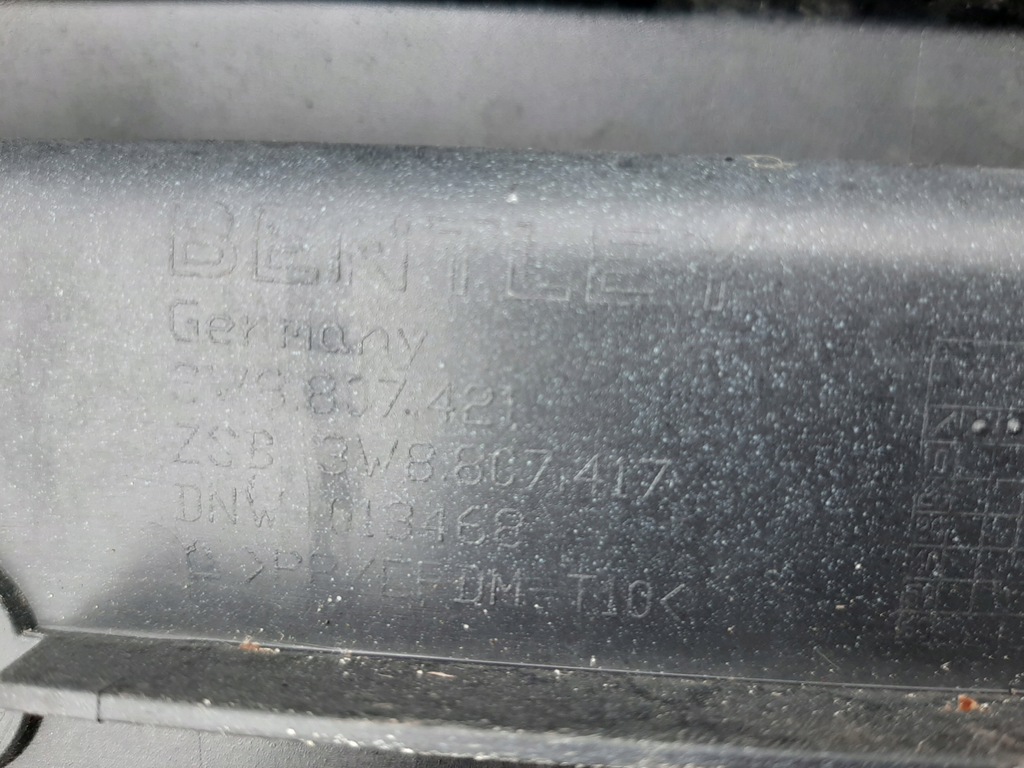 BENTLEY
Germany
3W8.807.421
ZSB 3W8.807.417
DNW 013468
>PP/EPDM-T10<